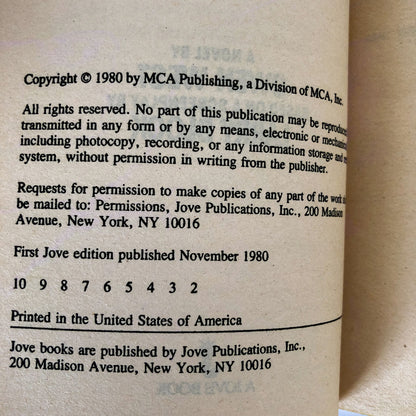 Copyright © 1980 by MCA Publishing, a Division of MCA, Inc.
All rights reserved. No part of this publication may be reproduced
transmitted in any form or by any means, electronic or mechanical
including photocopy, recording, or any information storage and
system, without permission in writing from the publisher.
Requests for permission to make copies of any part of the work
be mailed to: Permissions, Jove Publications, Inc., 200 Madison
Avenue, New York, NY 10016
First Jove edition published November 1980
10 9 8 7 6 5 4 3 2
Printed in the United States of America
Jove books are published by Jove Publications, Inc.,
200 Madison Avenue, New York, NY 10016